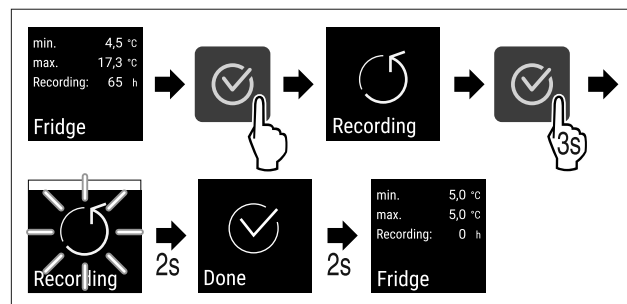 min. 4,5 °C
max. 17,3 °C
Recording: 65 h
Fridge
Recording
3s
Recording
2s
Done
2s
min. 5,0 °C
max. 5,0 °C
Recording: 0 h
Fridge